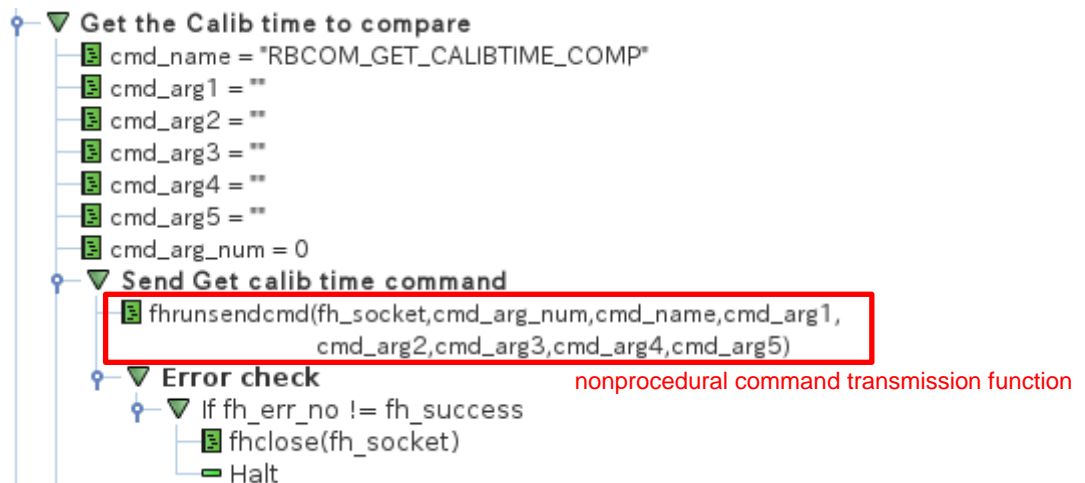 Get the Calib time to compare
cmd_name = "RBCOM_GET_CALIBTIME_COMP"
cmd_arg1 = ""
cmd_arg2 = ""
cmd_arg3 = ""
cmd_arg4 = ""
cmd_arg5 = ""
cmd_arg_num = 0
Send Get calib time command
fhrunsendcmd(fh_socket,cmd_arg_num,cmd_name,cmd_arg1,
cmd_arg2,cmd_arg3,cmd_arg4,cmd_arg5)
Error check
nonprocedural command transmission function
If fh_err_no != fh_success
fhclose(fh_socket)
Halt